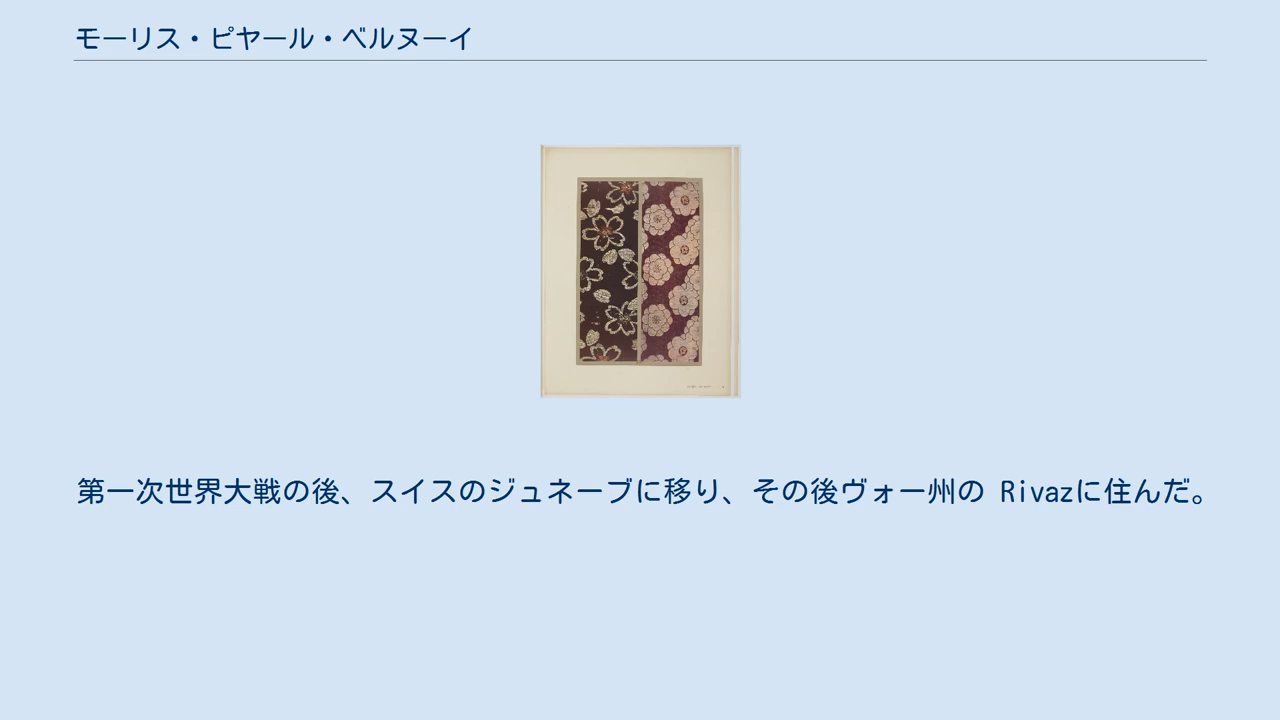 モーリス・ピヤール・ベルヌーイ
第一次世界大戦の後、スイスのジュネーブに移り、その後ヴォー州の Rivazに住んだ。